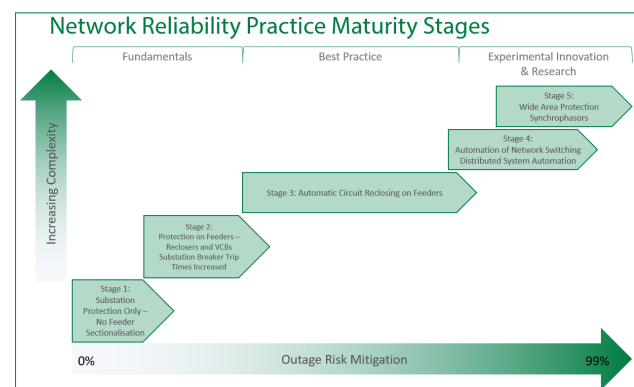 Network Reliability Practice Maturity Stages
Fundamentals
Best Practice
Experimental Innovation
& Research
Increasing Complexity
Stage 5:
Wide Area Protection
Synchrophasors
Stage 4:
Automation of Network Switching
Distributed System Automation
Stage 3: Automatic Circuit Reclosing on Feeders
Stage 2:
Protection on Feeders –
Reclosers and VCBs
Substation Breaker Trip
Times Increased
Stage 1:
Substation
Protection Only –
No Feeder
Sectionalisation
0%
Outage Risk Mitigation
99%